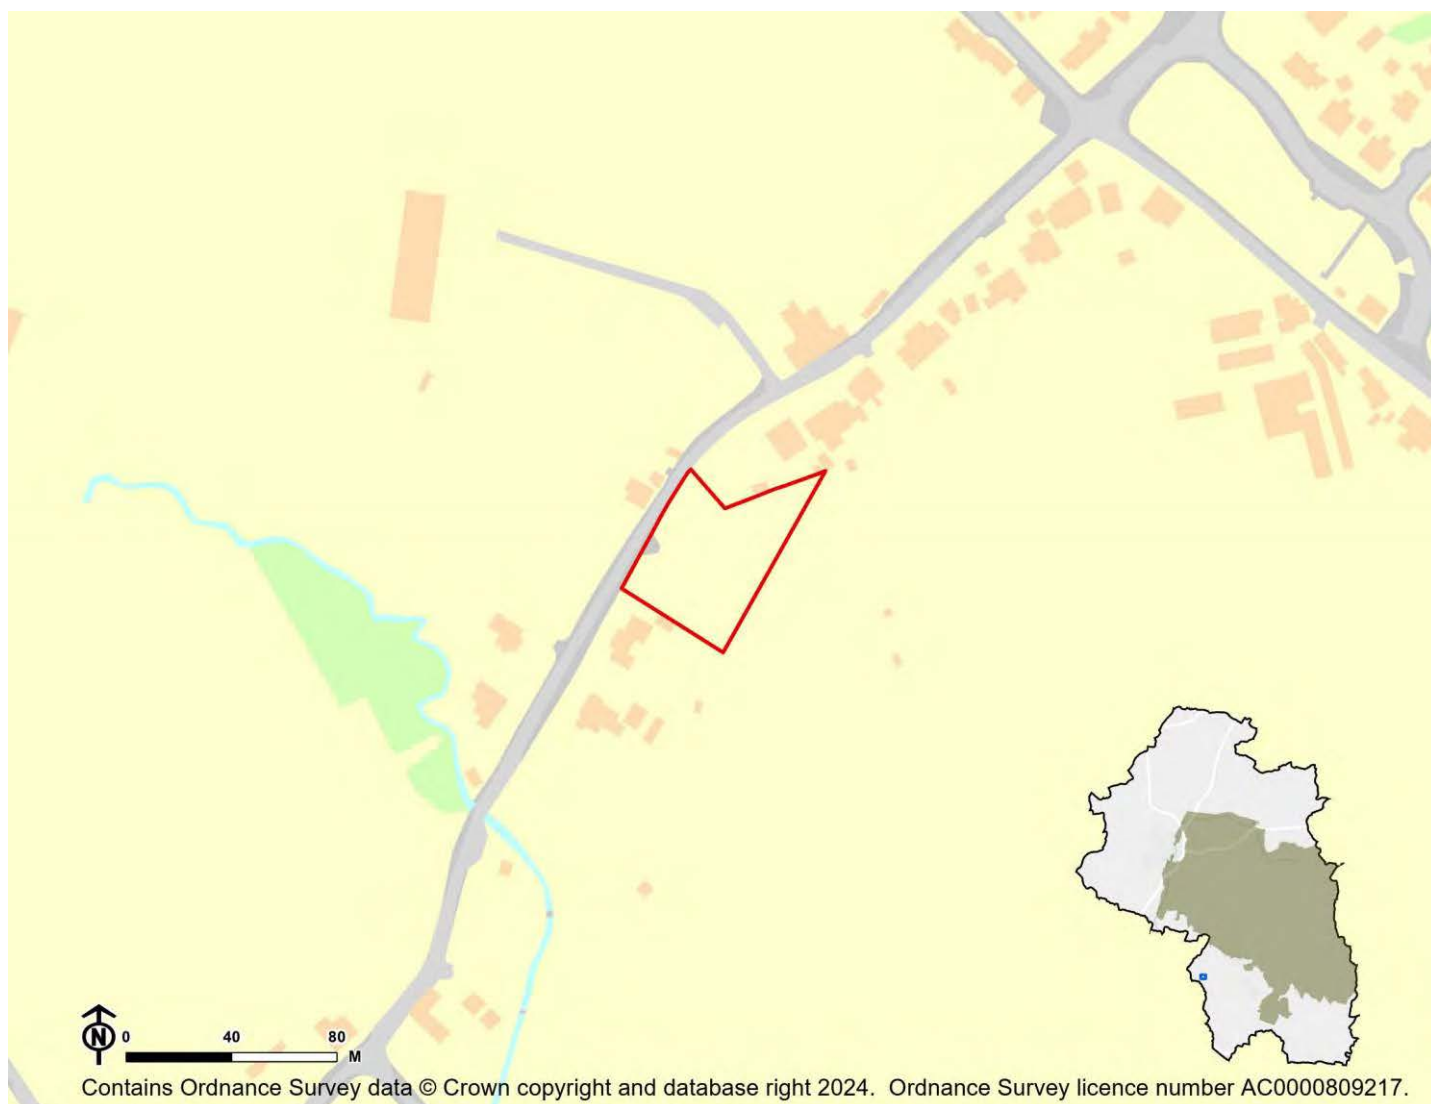 N
0 40 80
M
Contains Ordnance Survey data © Crown copyright and database right 2024. Ordnance Survey licence number AC0000809217.